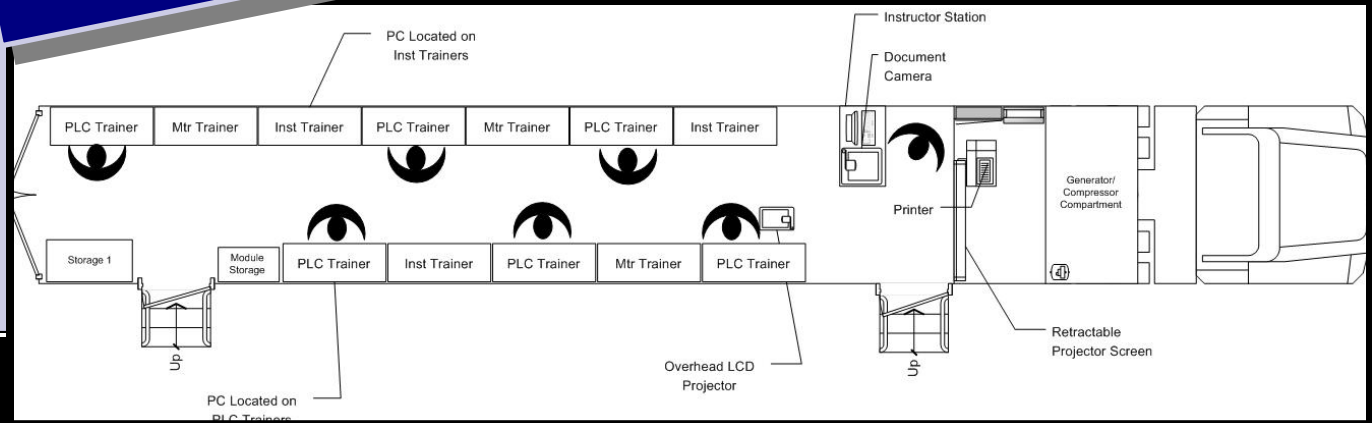 Instructor Station
PC Located on
Inst Trainers
Document
Camera
PLC Trainer
Mtr Trainer
Inst Trainer
PLC Trainer
Mtr Trainer
PLC Trainer
Inst Trainer
Printer
Generator/
Compressor
Compartment
Storage 1
Module
Storage
PLC Trainer
Inst Trainer
PLC Trainer
Mtr Trainer
PLC Trainer
Up
Up
Retractable
Projector Screen
Overhead LCD
Projector
PC Located on
PLC Trainers